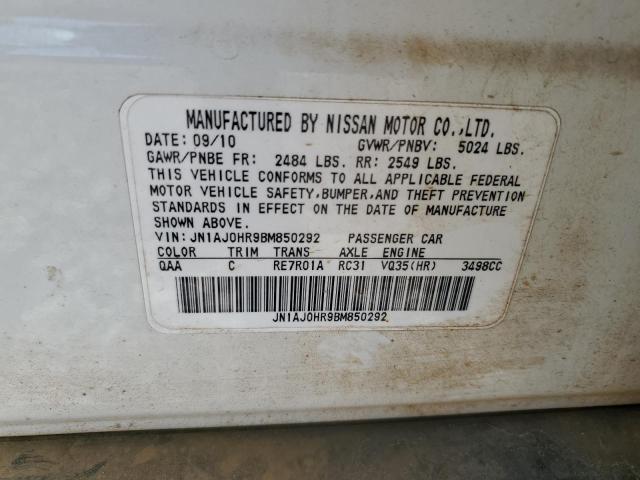 MANUFACTURED BY NISSAN MOTOR CO.,LTD.
DATE: 09/10 GVWR/PNBV: 5024 LBS.
GAWR/PNBE FR: 2484 LBS. RR: 2549 LBS.
THIS VEHICLE CONFORMS TO ALL APPLICABLE FEDERAL
MOTOR VEHICLE SAFETY,BUMPER,AND THEFT PREVENTION
STANDARDS IN EFFECT ON THE DATE OF MANUFACTURE
SHOWN ABOVE.
VIN: JN1AJ0HR9BM850292 PASSENGER CAR
COLOR TRIM TRANS AXLE ENGINE
QAA C RE7R01A RC31 VQ35(HR) 3498CC
JN1AJ0HR9BM850292